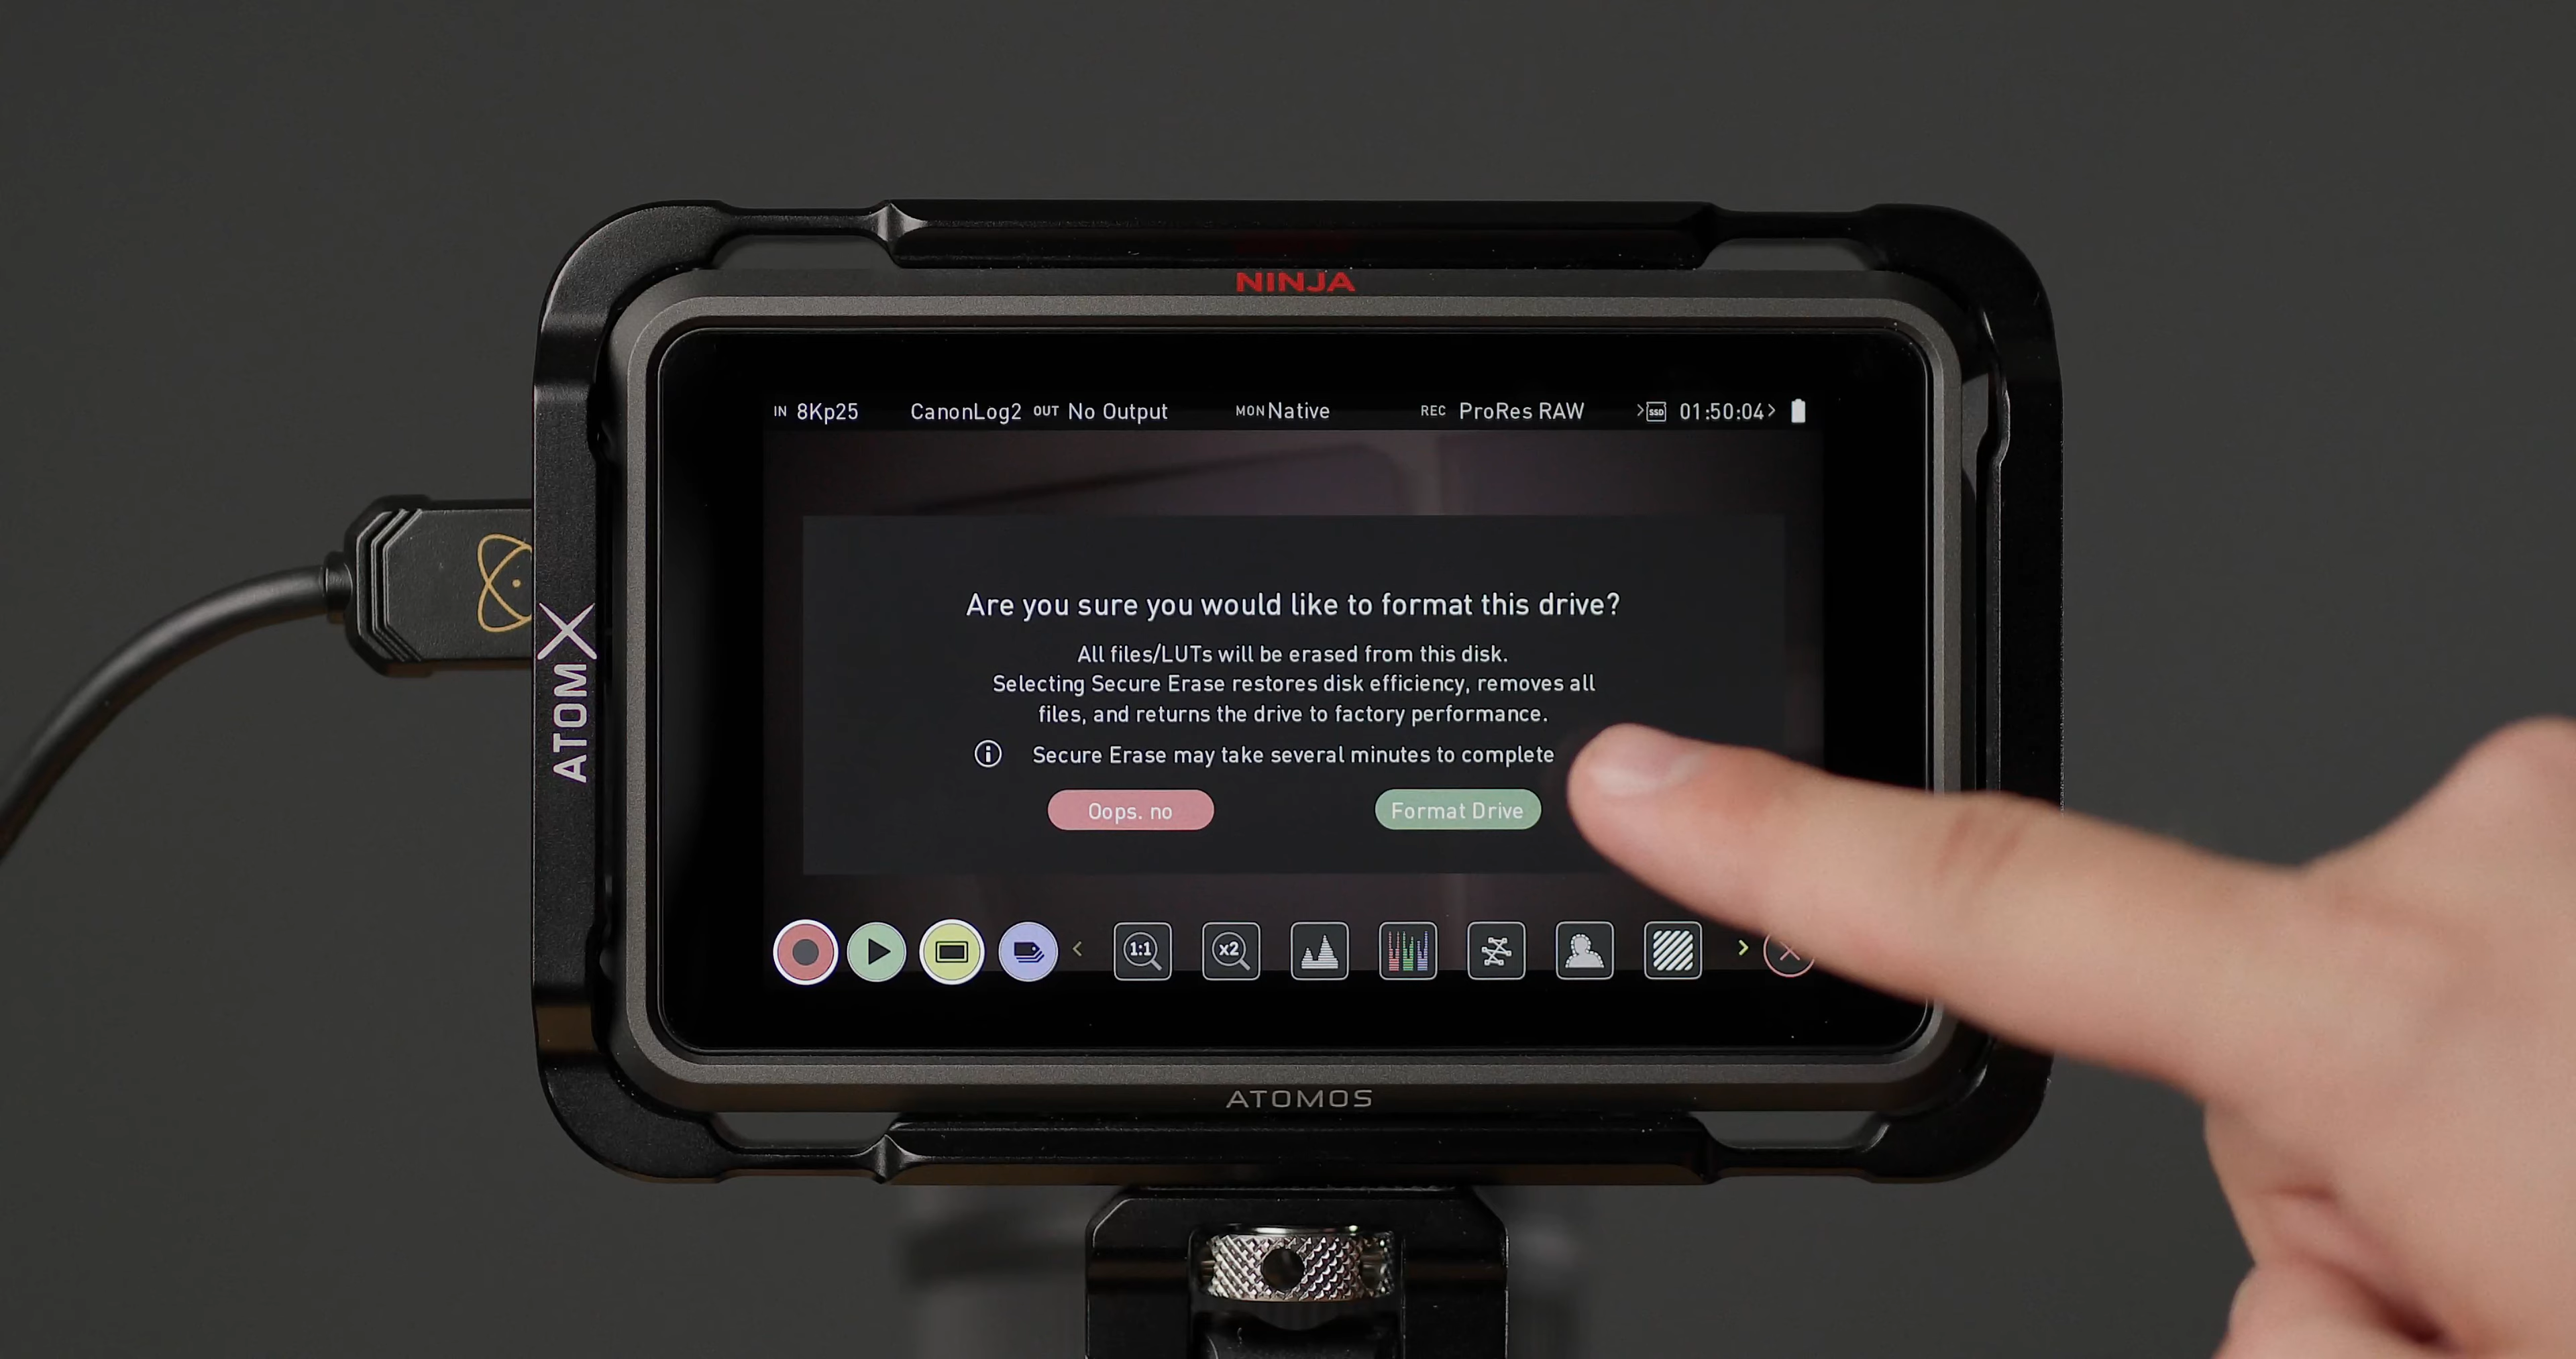 NINJA
IN 8Kp25 CanonLog2 OUT No Output MON Native REC ProRes RAW SSD 01:50:04
Are you sure you would like to format this drive?
All files/LUTs will be erased from this disk.
Selecting Secure Erase restores disk efficiency, removes all
files, and returns the drive to factory performance.
Secure Erase may take several minutes to complete
Oops. no Format Drive
1:1 x2
ATOMOS
ATOMX